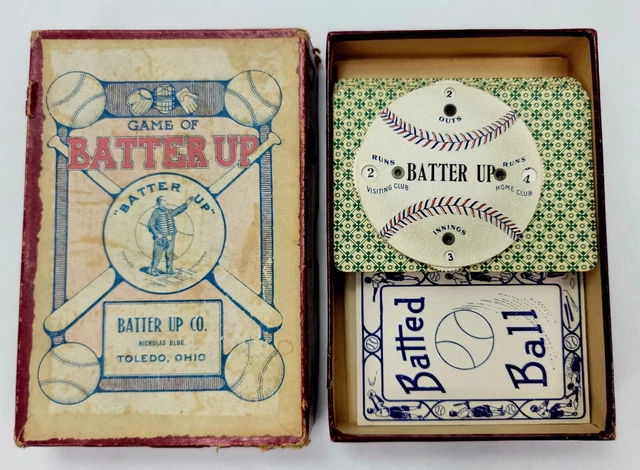 GAME OF
BATTER UP
"BATTER UP"
BATTER UP CO.
NICHOLAS BLDG.
TOLEDO, OHIO
2
OUTS
RUNS
2
VISITING CLUB
BATTER UP
RUNS
4
HOME CLUB
INNINGS
3
Batted
Ball